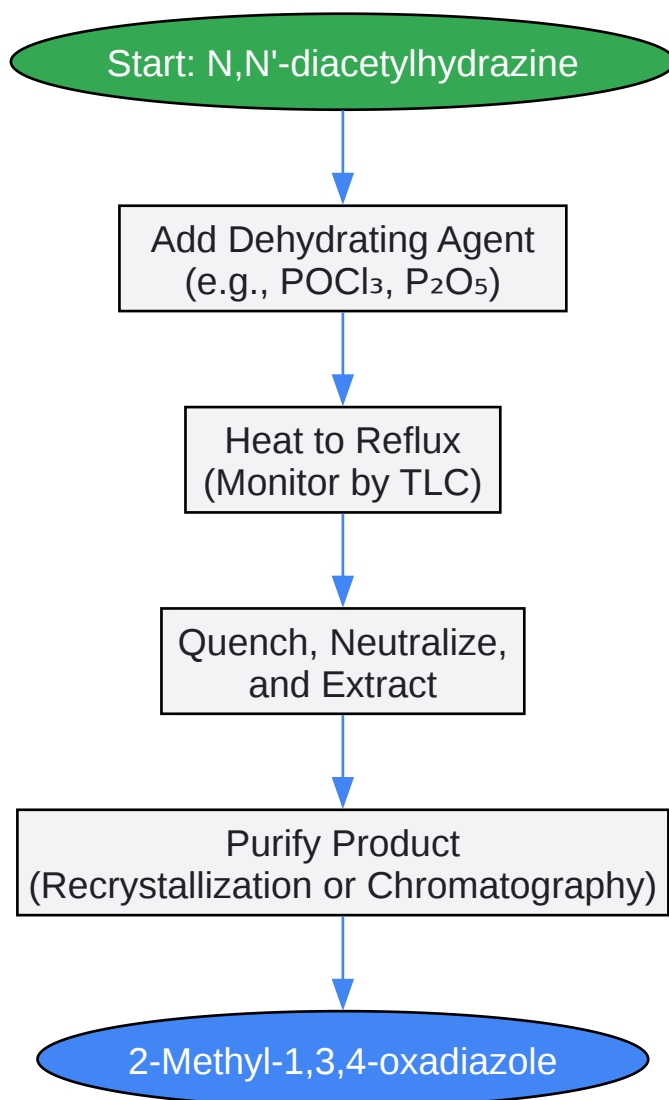 Start: N,N'-diacetylhydrazine
Add Dehydrating Agent
(e.g., POCl₃, P₂O₅)
Heat to Reflux
(Monitor by TLC)
Quench, Neutralize,
and Extract
Purify Product
(Recrystallization or Chromatography)
2-Methyl-1,3,4-oxadiazole